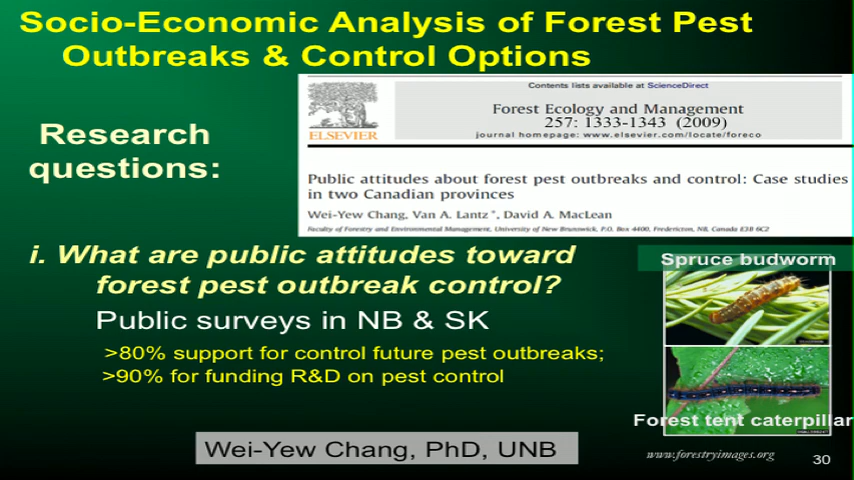 Socio-Economic Analysis of Forest Pest
Outbreaks & Control Options
Research
questions:
ELSEVIER
Contents lists available at ScienceDirect
Forest Ecology and Management
257: 1333-1343 (2009)
journal homepage: www.elsevier.com/locate/foreco
Public attitudes about forest pest outbreaks and control: Case studies
in two Canadian provinces
Wei-Yew Chang, Van A. Lantz *, David A. MacLean
Faculty of Forestry and Environmental Management, University of New Brunswick, P.O. Box 4400, Fredericton, NB, Canada E3B 6C2
i. What are public attitudes toward
forest pest outbreak control?
Public surveys in NB & SK
>80% support for control future pest outbreaks;
>90% for funding R&D on pest control
Spruce budworm
Forest tent caterpillar
Wei-Yew Chang, PhD, UNB
www.forestryimages.org
30